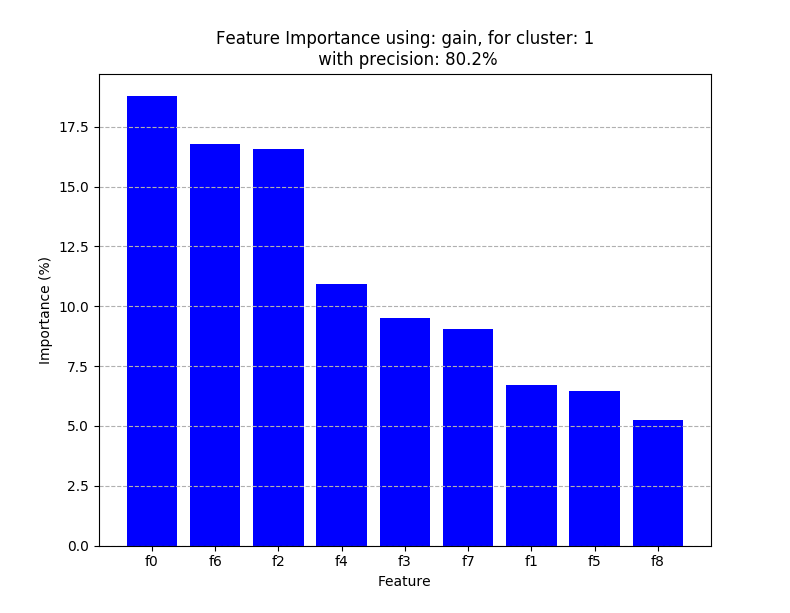 Feature Importance using: gain, for cluster: 1
with precision: 80.2%
17.5
15.0
12.5
10.0
7.5
5.0
2.5
0.0
Importance (%)
f0 f6 f2 f4 f3 f7 f1 f5 f8
Feature